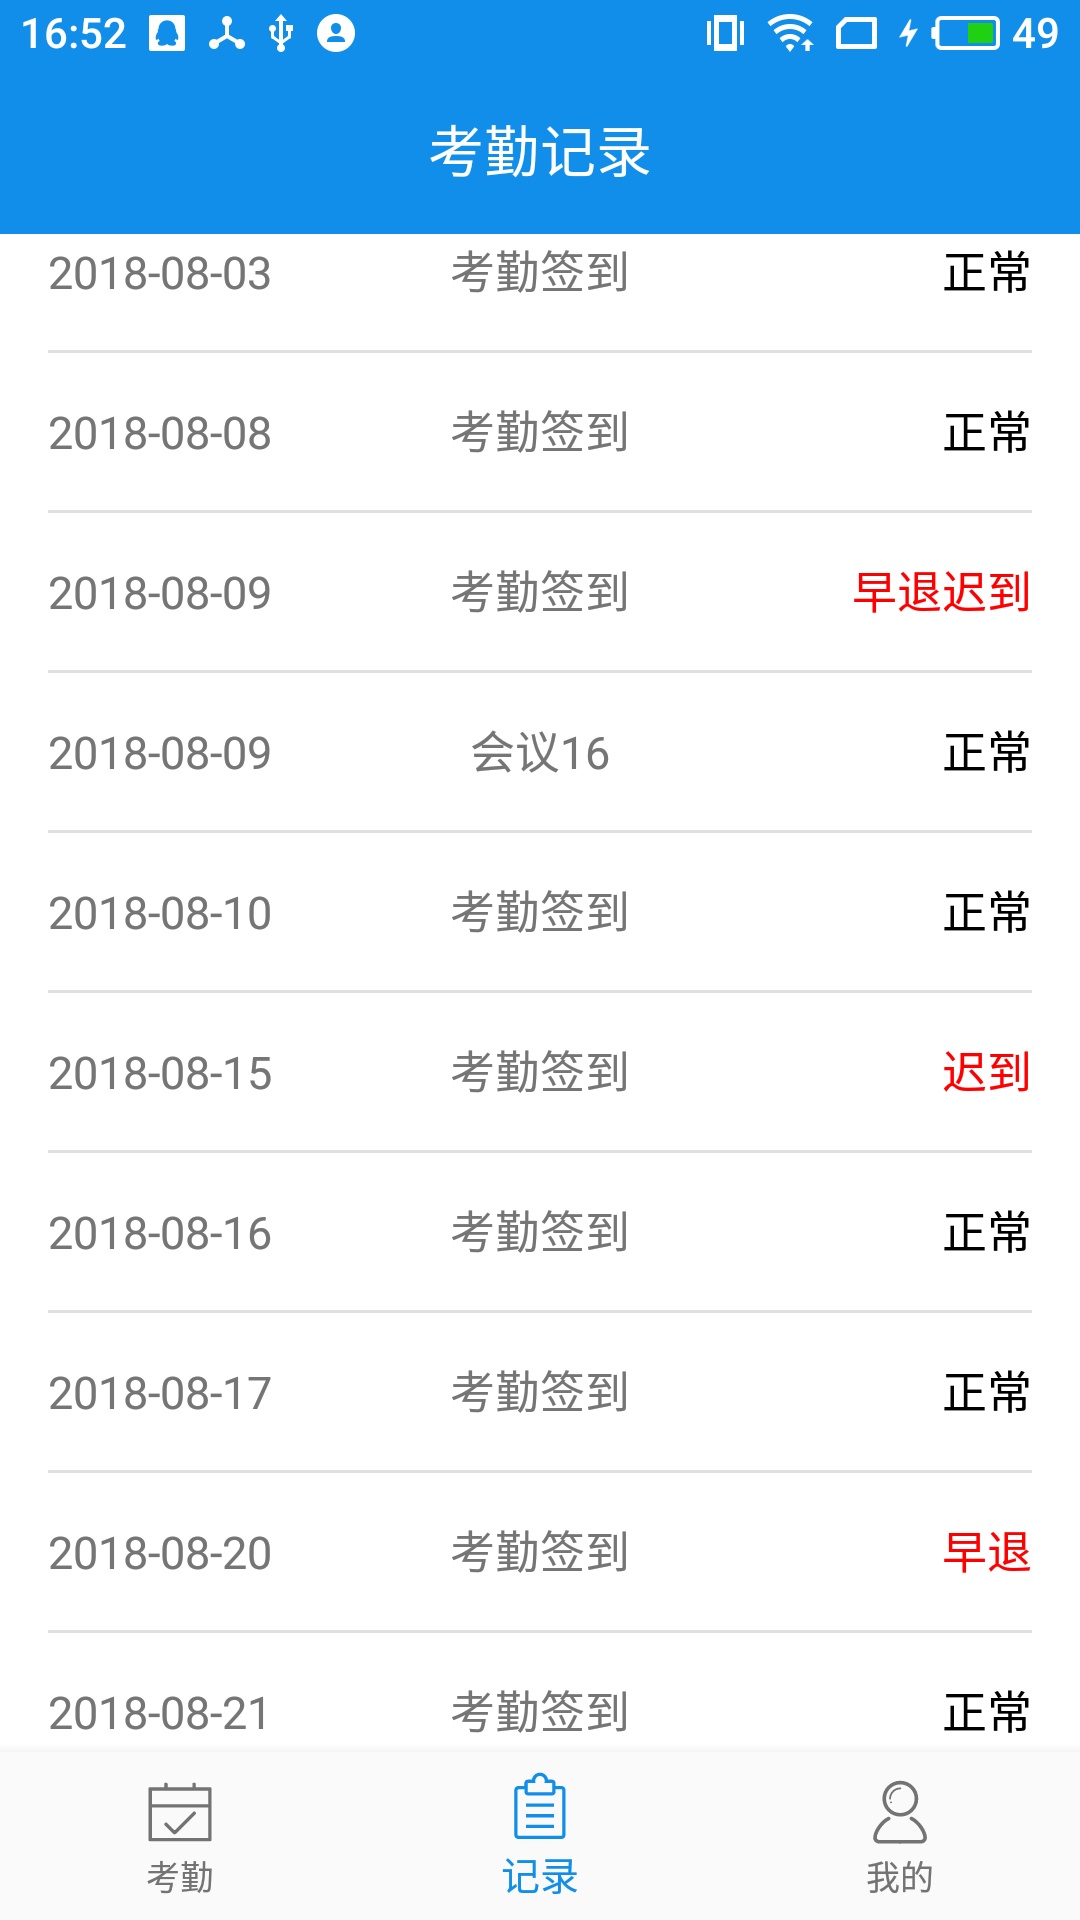 16:52 49
考勤记录
2018-08-03 考勤签到 正常
2018-08-08 考勤签到 正常
2018-08-09 考勤签到 早退迟到
2018-08-09 会议16 正常
2018-08-10 考勤签到 正常
2018-08-15 考勤签到 迟到
2018-08-16 考勤签到 正常
2018-08-17 考勤签到 正常
2018-08-20 考勤签到 早退
2018-08-21 考勤签到 正常
考勤 记录 我的